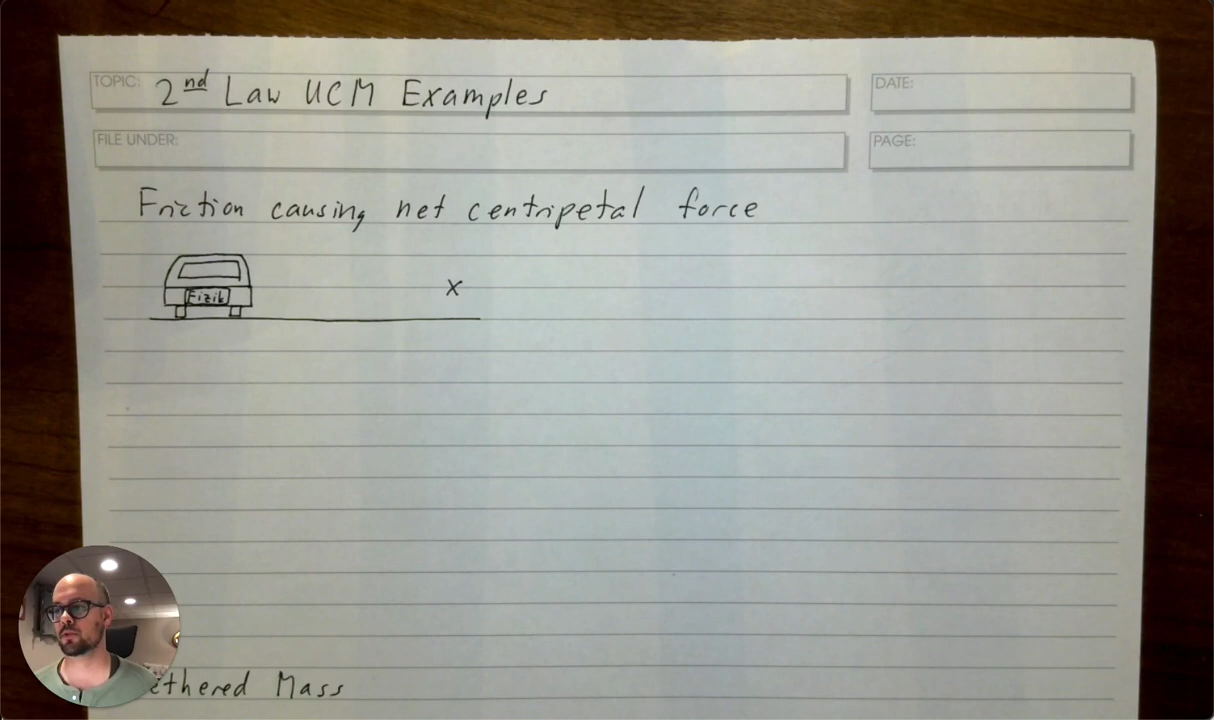 TOPIC: 2nd Law UCM Examples
DATE:
FILE UNDER:
PAGE:
Friction causing net centripetal force
Fizik
x
ethered Mass